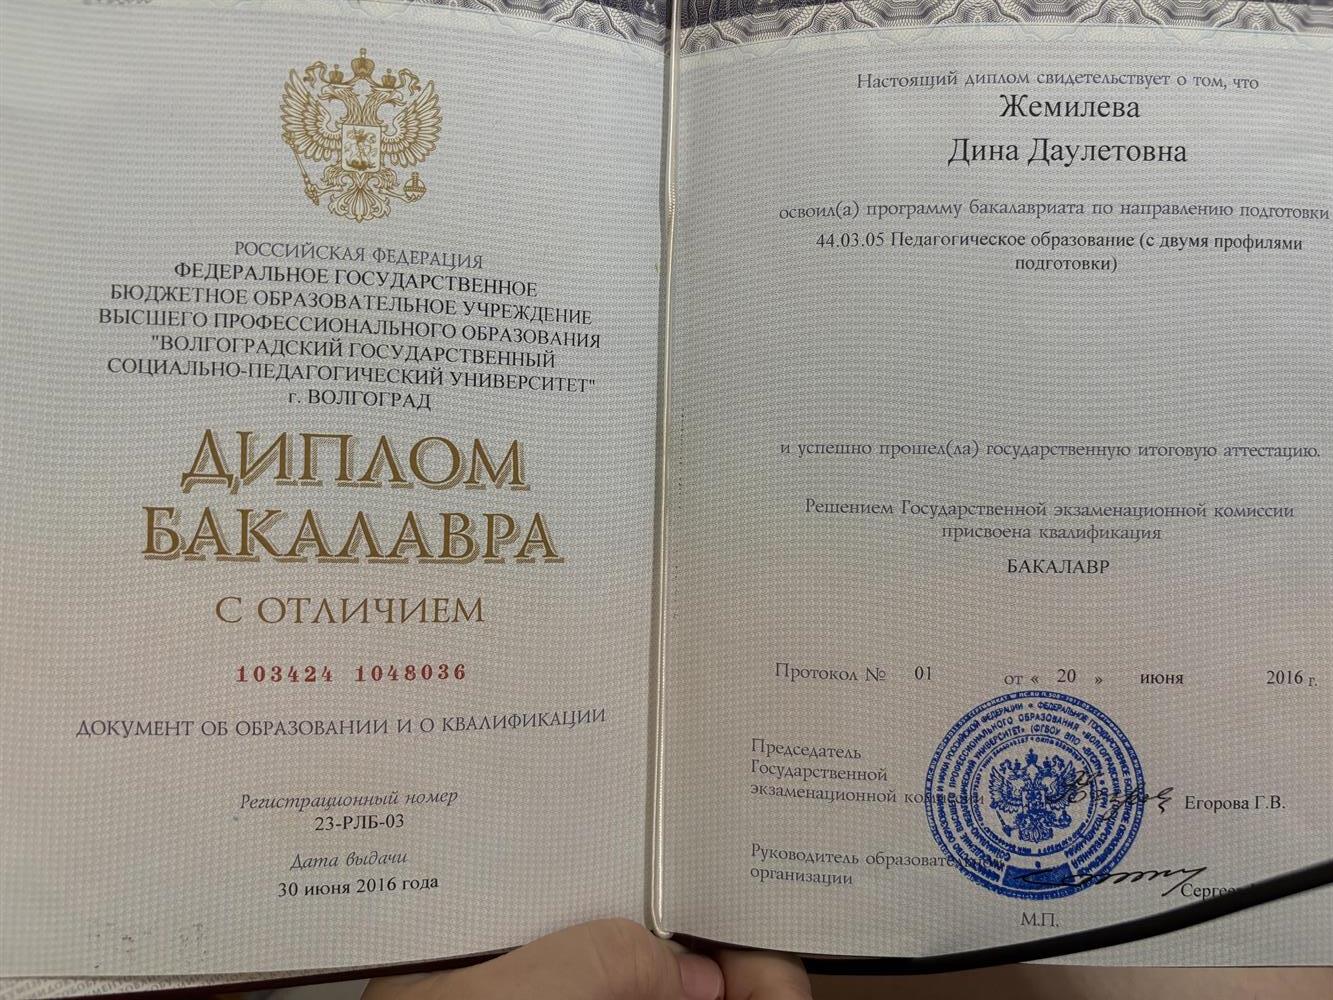 РОССИЙСКАЯ ФЕДЕРАЦИЯ
ФЕДЕРАЛЬНОЕ ГОСУДАРСТВЕННОЕ
БЮДЖЕТНОЕ ОБРАЗОВАТЕЛЬНОЕ УЧРЕЖДЕНИЕ
ВЫСШЕГО ПРОФЕССИОНАЛЬНОГО ОБРАЗОВАНИЯ
"ВОЛГОГРАДСКИЙ ГОСУДАРСТВЕННЫЙ
СОЦИАЛЬНО-ПЕДАГОГИЧЕСКИЙ УНИВЕРСИТЕТ"
г. ВОЛГОГРАД
ДИПЛОМ
БАКАЛАВРА
С ОТЛИЧИЕМ
103424 1048036
ДОКУМЕНТ ОБ ОБРАЗОВАНИИ И О КВАЛИФИКАЦИИ
Регистрационный номер
23-РЛБ-03
Дата выдачи
30 июня 2016 года
Настоящий диплом свидетельствует о том, что
Жемилева
Дина Даулетовна
освоил(а) программу бакалавриата по направлению подготовки
44.03.05 Педагогическое образование (с двумя профилями
подготовки)
и успешно прошел(ла) государственную итоговую аттестацию.
Решением Государственной экзаменационной комиссии
присвоена квалификация
БАКАЛАВР
Протокол № 01 от « 20 » июня 2016 г.
Председатель
Государственной
экзаменационной комиссии Егорова Г.В.
Руководитель образовательной
организации
М.П.